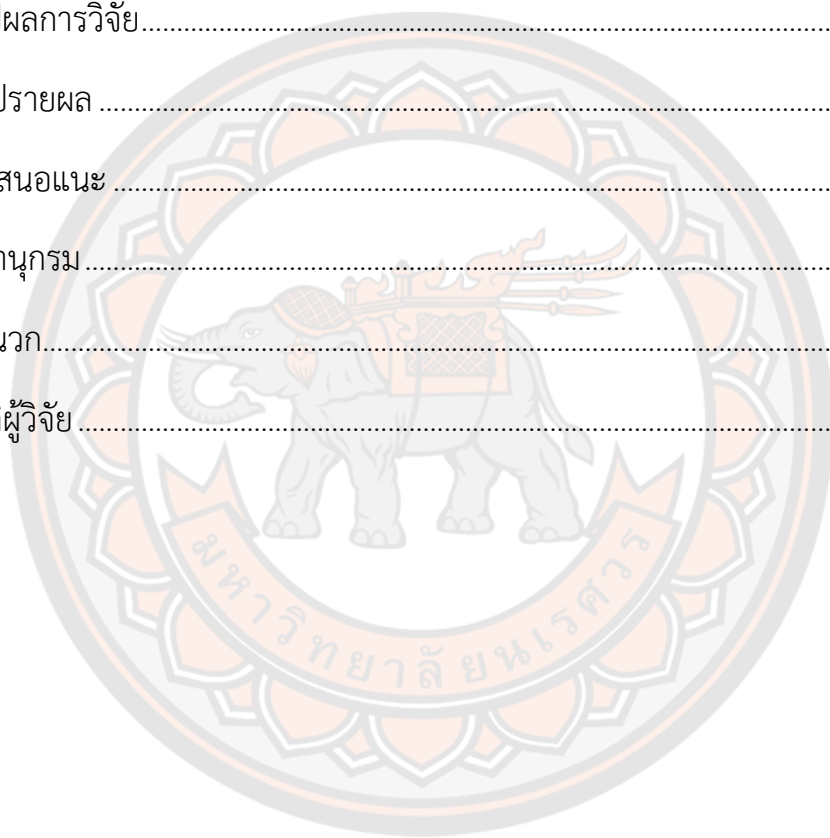 ผลการวิจัย
ปรายผล
สนอแนะ
านุกรม
นวก
ผู้วิจัย
มหาวิทยาลัยนเรศวร